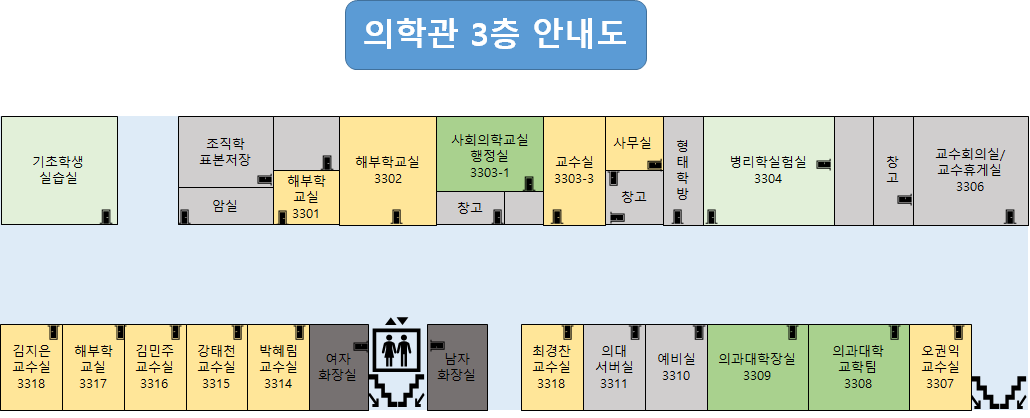 의학관 3층 안내도
기초학생
실습실
조직학
표본저장
암실
해부학
교실
3301
해부학교실
3302
사회의학교실
행정실
3303-1
창고
교수실
3303-3
사무실
창고
형
태
학
방
병리학실험실
3304
창
고
교수회의실/
교수휴게실
3306
김지은
교수실
3318
해부학
교실
3317
김민주
교수실
3316
강태천
교수실
3315
박혜림
교수실
3314
여자
화장실
남자
화장실
최경찬
교수실
3318
의대
서버실
3311
예비실
3310
의과대학장실
3309
의과대학
교학팀
3308
오권익
교수실
3307